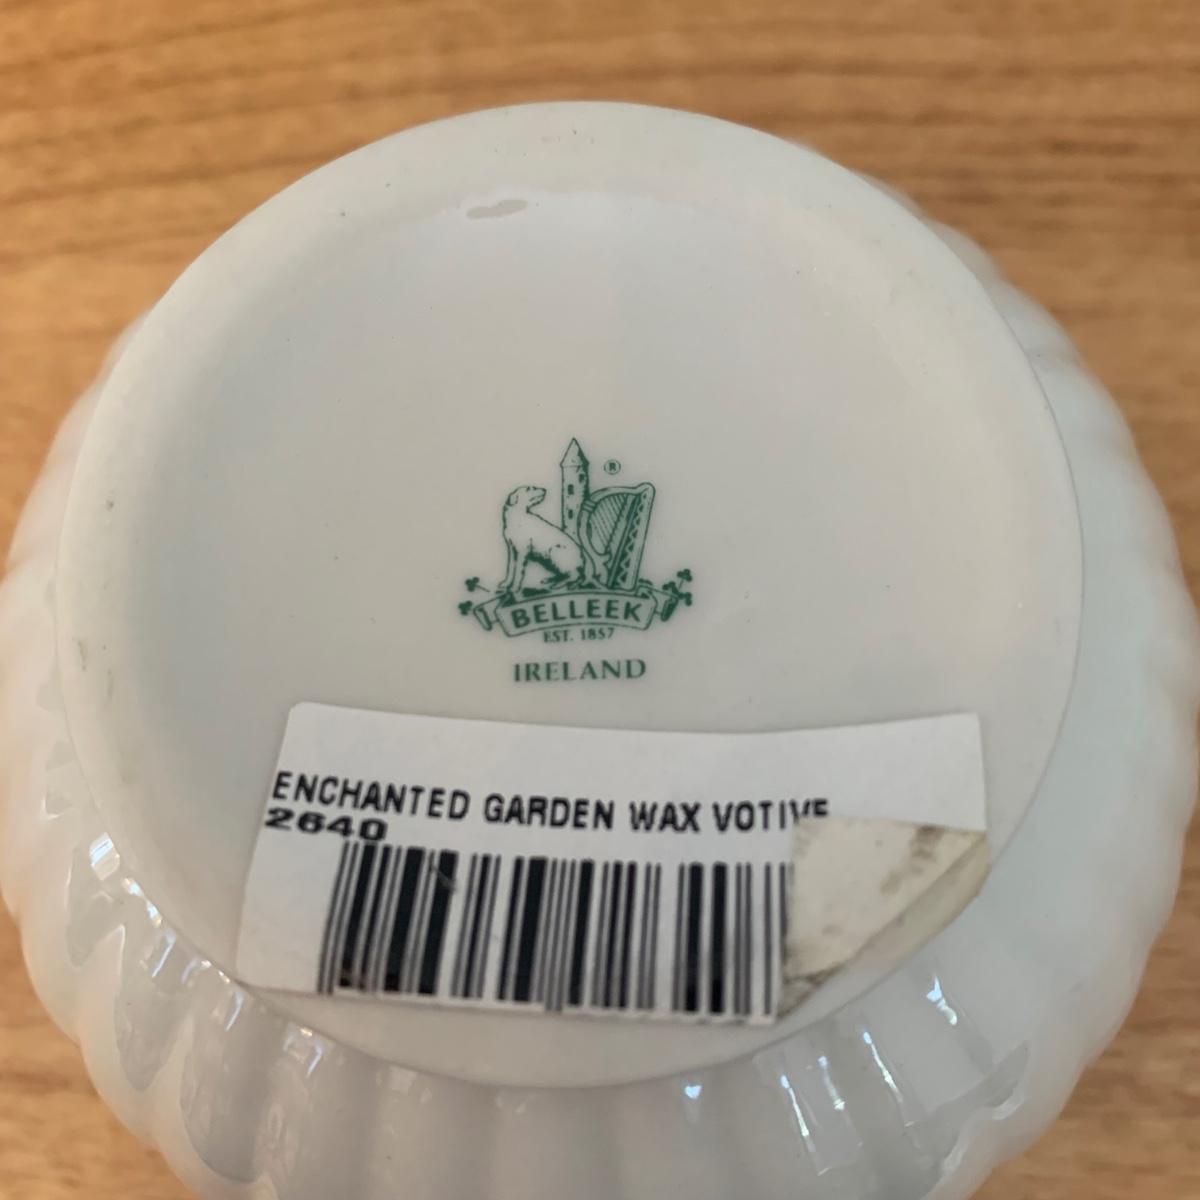 ®
BELLEEK
EST. 1857
IRELAND
ENCHANTED GARDEN WAX VOTIVE
2640